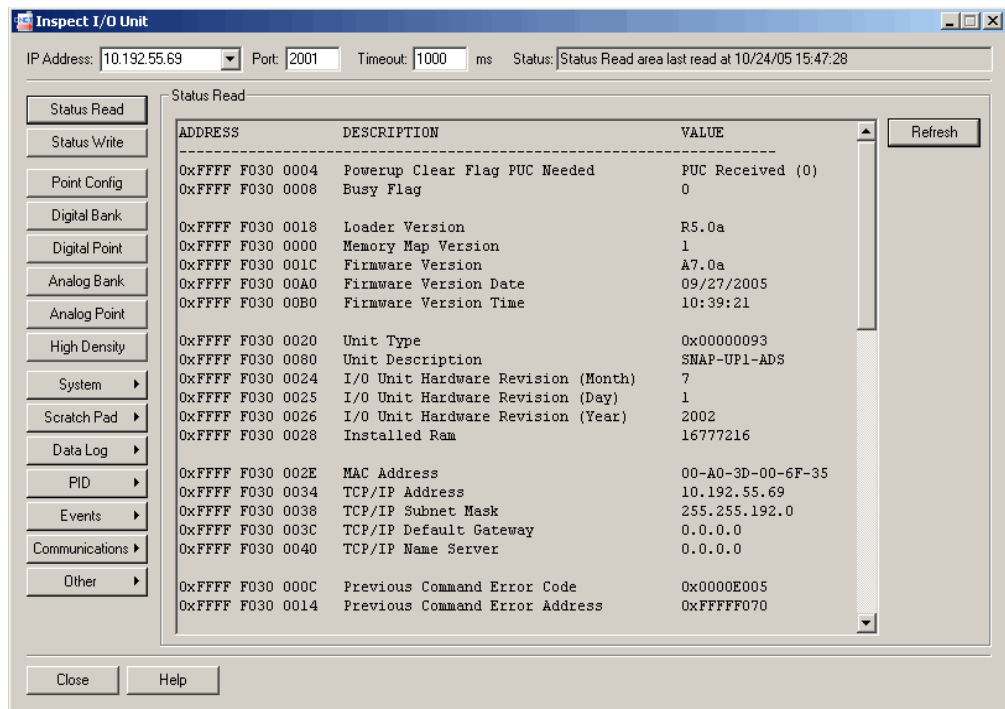 Inspect I/O Unit
IP Address: 10.192.55.69 Port: 2001 Timeout: 1000 ms Status: Status Read area last read at 10/24/05 15:47:28
Status Read
Status Write
Point Config
Digital Bank
Digital Point
Analog Bank
Analog Point
High Density
System
Scratch Pad
Data Log
PID
Events
Communications
Other
Status Read
ADDRESS DESCRIPTION VALUE
0xFFFF F030 0004 Powerup Clear Flag PUC Needed PUC Received (0)
0xFFFF F030 0008 Busy Flag 0
0xFFFF F030 0018 Loader Version R5.0a
0xFFFF F030 0000 Memory Map Version 1
0xFFFF F030 001C Firmware Version A7.0a
0xFFFF F030 00A0 Firmware Version Date 09/27/2005
0xFFFF F030 00B0 Firmware Version Time 10:39:21
0xFFFF F030 0020 Unit Type 0x00000093
0xFFFF F030 0080 Unit Description SNAP-UP1-ADS
0xFFFF F030 0024 I/O Unit Hardware Revision (Month) 7
0xFFFF F030 0025 I/O Unit Hardware Revision (Day) 1
0xFFFF F030 0026 I/O Unit Hardware Revision (Year) 2002
0xFFFF F030 0028 Installed Ram 16777216
0xFFFF F030 002E MAC Address 00-A0-3D-00-6F-35
0xFFFF F030 0034 TCP/IP Address 10.192.55.69
0xFFFF F030 0038 TCP/IP Subnet Mask 255.255.192.0
0xFFFF F030 003C TCP/IP Default Gateway 0.0.0.0
0xFFFF F030 0040 TCP/IP Name Server 0.0.0.0
0xFFFF F030 000C Previous Command Error Code 0x0000E005
0xFFFF F030 0014 Previous Command Error Address 0xFFFFF070
Refresh
Close Help